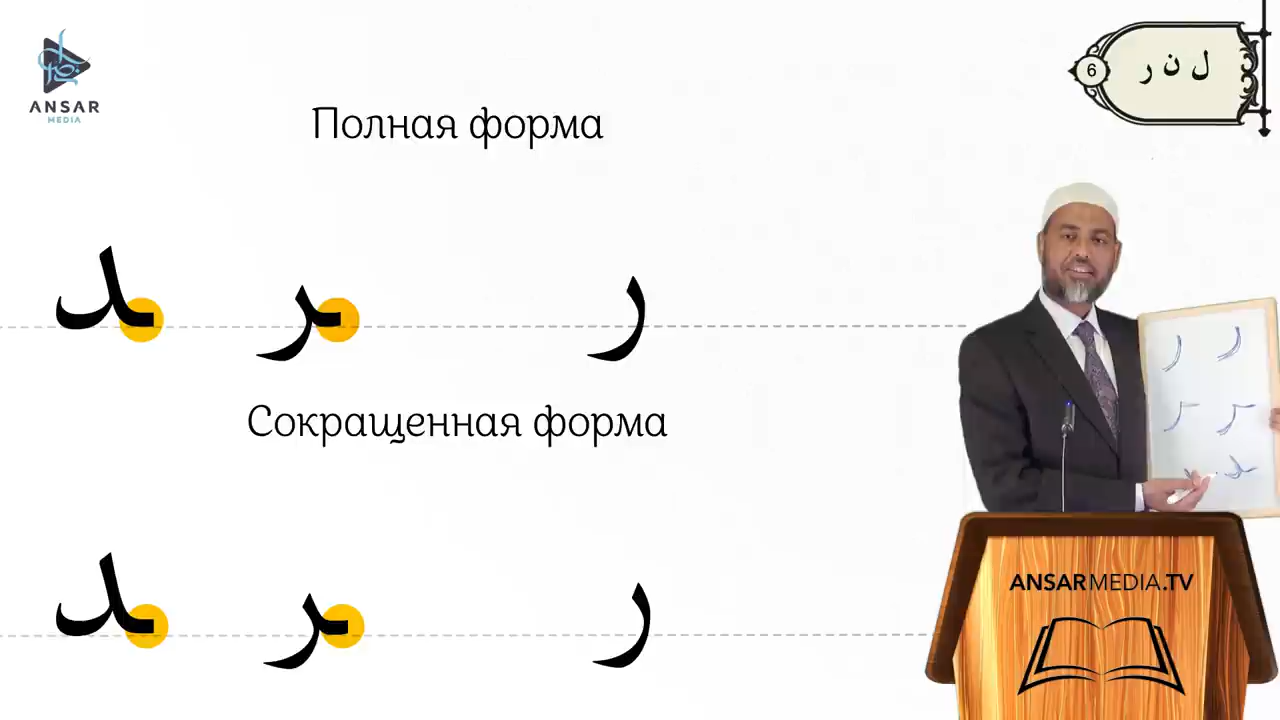 ANSAR
MEDIA
6
ل ن ر
Полная форма
ر ـر ـد
Сокращенная форма
ر ـر ـد
ANSARMEDIA.TV